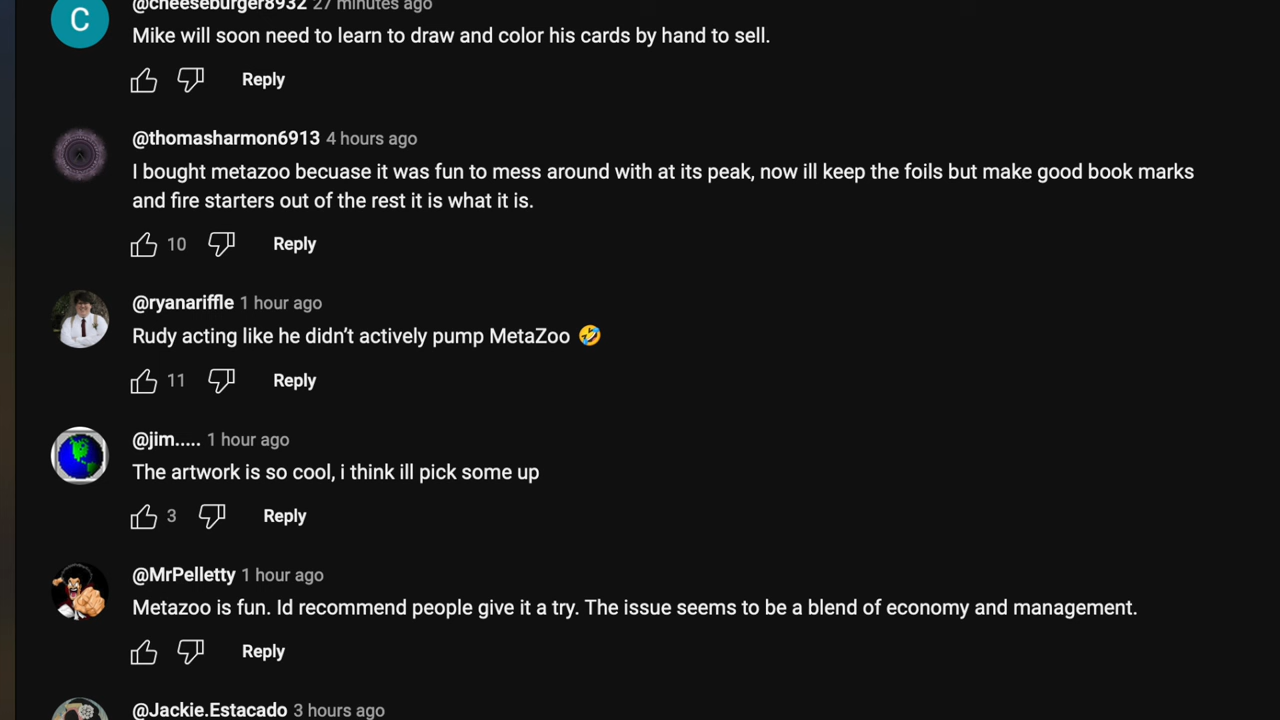 @cheeseburger8932 27 minutes ago
Mike will soon need to learn to draw and color his cards by hand to sell.
Reply
@thomasharmon6913 4 hours ago
I bought metazoo becuase it was fun to mess around with at its peak, now ill keep the foils but make good book marks
and fire starters out of the rest it is what it is.
10 Reply
@ryanariffle 1 hour ago
Rudy acting like he didn’t actively pump MetaZoo 🤣
11 Reply
@jim..... 1 hour ago
The artwork is so cool, i think ill pick some up
3 Reply
@MrPelletty 1 hour ago
Metazoo is fun. Id recommend people give it a try. The issue seems to be a blend of economy and management.
Reply
@Jackie.Estacado 3 hours ago
C